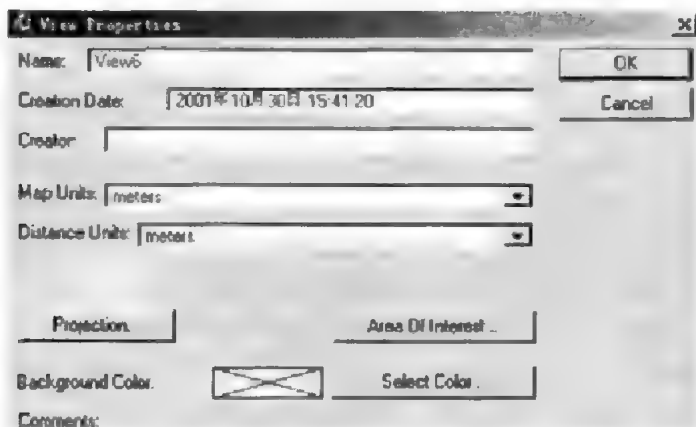 View Properties
Name: View6
OK
Creation Date: 2001年10月30日 15:41:20
Cancel
Creator:
Map Units: meters
Distance Units: meters
Projection...
Area Of Interest...
Background Color:
Select Color...
Comments: